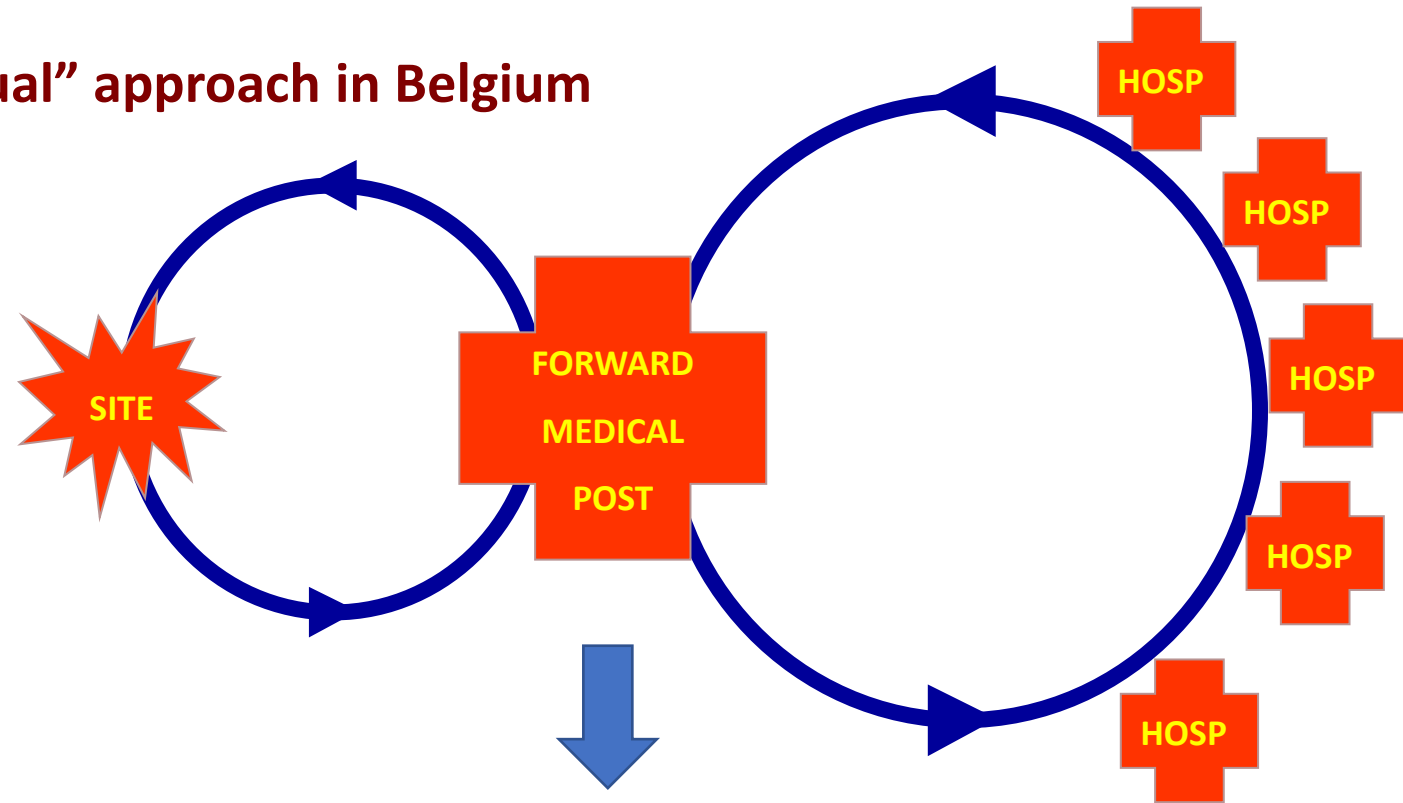 ual” approach in Belgium
HOSP
HOSP
FORWARD
HOSP
SITE
MEDICAL
POST
HOSP
HOSP